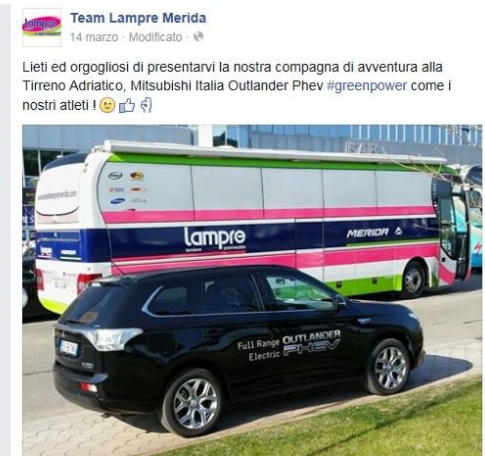 Team Lampre Merida
14 marzo · Modificato ·
Lieti ed orgogliosi di presentarvi la nostra compagna di avventura alla
Tirreno Adriatico, Mitsubishi Italia Outlander Phev #greenpower come i
nostri atleti !
lampre
MERIDA
Full Range OUTLANDER
Electric PHEV